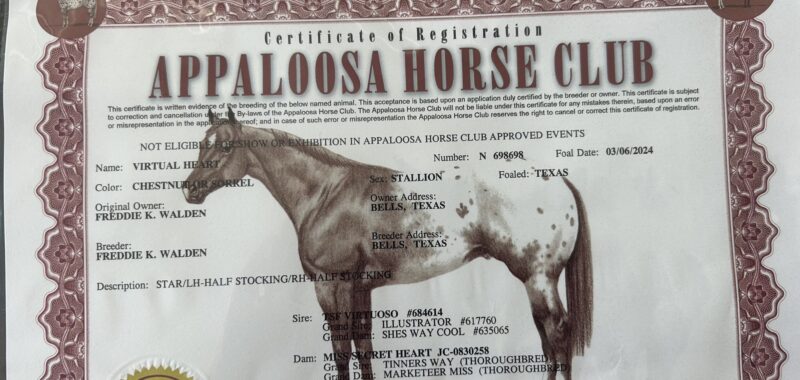 Certificate of Registration
APPALOOSA HORSE CLUB
This certificate is written evidence of the breeding of the below named animal. This acceptance is based upon an application duly certified by the breeder or owner. This certificate is subject
to correction and cancellation under the By-laws of the Appaloosa Horse Club. The Appaloosa Horse Club will not be liable under this certificate for any mistakes therein, based upon an error
or misrepresentation in the application hereof; and in case of such error or misrepresentation the Appaloosa Horse Club reserves the right to cancel or correct this certificate of registration.
NOT ELIGIBLE FOR SHOW OR EXHIBITION IN APPALOOSA HORSE CLUB APPROVED EVENTS
Name: VIRTUAL HEART Number: N 698698 Foal Date: 03/06/2024
Color: CHESTNUT OR SORREL Sex: STALLION Foaled: TEXAS
Original Owner: Owner Address:
FREDDIE K. WALDEN BELLS, TEXAS
Breeder: Breeder Address:
FREDDIE K. WALDEN BELLS, TEXAS
Description: STAR/LH-HALF STOCKING/RH-HALF STOCKING
Sire: TSF VIRTUOSO #684614
Grand Sire: ILLUSTRATOR #617760
Grand Dam: SHES WAY COOL #635065
Dam: MISS SECRET HEART JC-0830258
Grand Sire: TINNERS WAY (THOROUGHBRED)
Grand Dam: MARKETEER MISS (THOROUGHBRED)